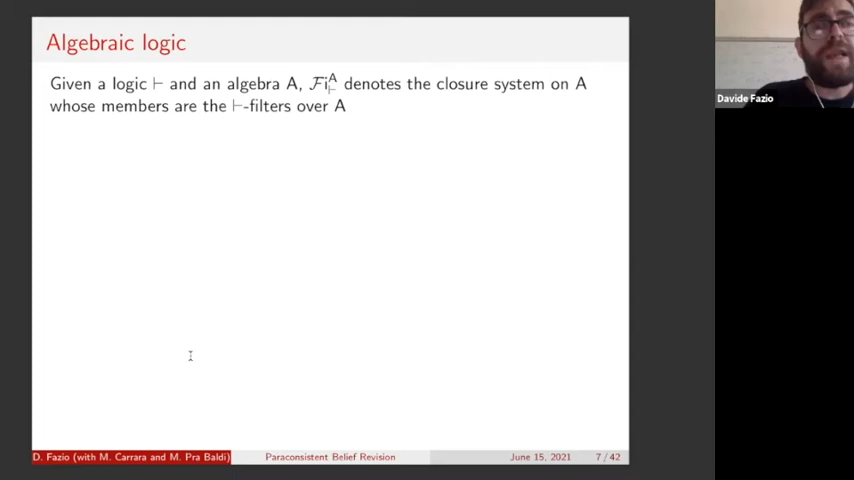 Algebraic logic
Given a logic ⊢ and an algebra A, ℱi⊢ᴬ denotes the closure system on A
whose members are the ⊢-filters over A
Davide Fazio
D. Fazio (with M. Carrara and M. Pra Baldi) Paraconsistent Belief Revision June 15, 2021 7 / 42